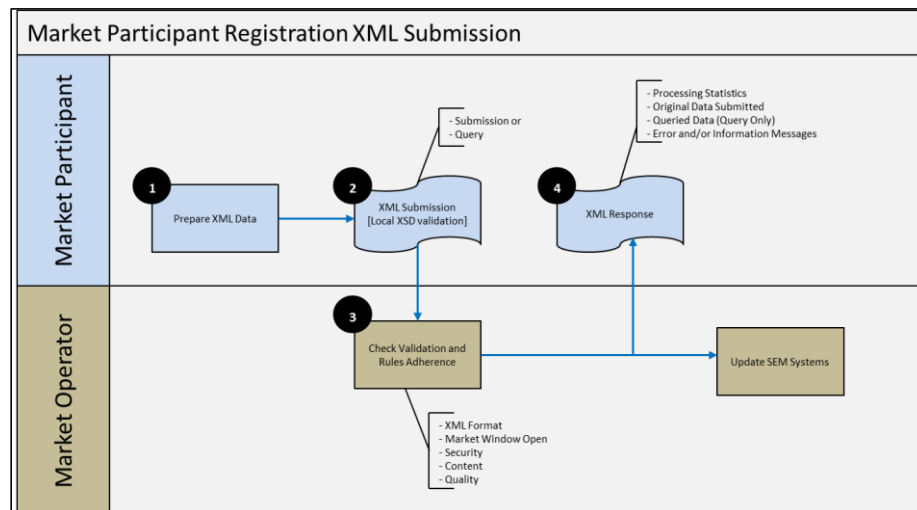 Market Participant Registration XML Submission
Market Participant
- Submission or
- Query
- Processing Statistics
- Original Data Submitted
- Queried Data (Query Only)
- Error and/or Information Messages
1
Prepare XML Data
2
XML Submission
[Local XSD validation]
4
XML Response
Market Operator
3
Check Validation and
Rules Adherence
Update SEM Systems
- XML Format
- Market Window Open
- Security
- Content
- Quality